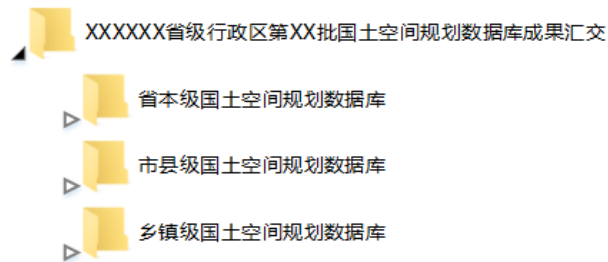 XXXXXX省级行政区第XX批国土空间规划数据库成果汇交
省本级国土空间规划数据库
市县级国土空间规划数据库
乡镇级国土空间规划数据库